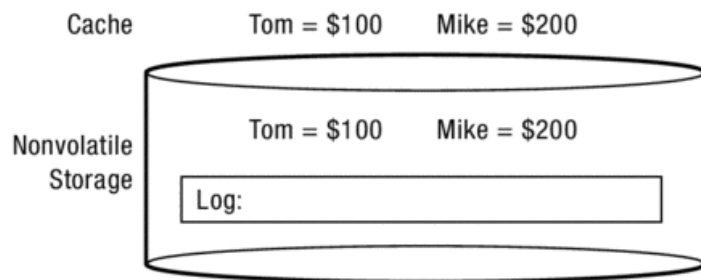 Cache Tom = $100 Mike = $200
Tom = $100 Mike = $200
Nonvolatile
Storage
Log: